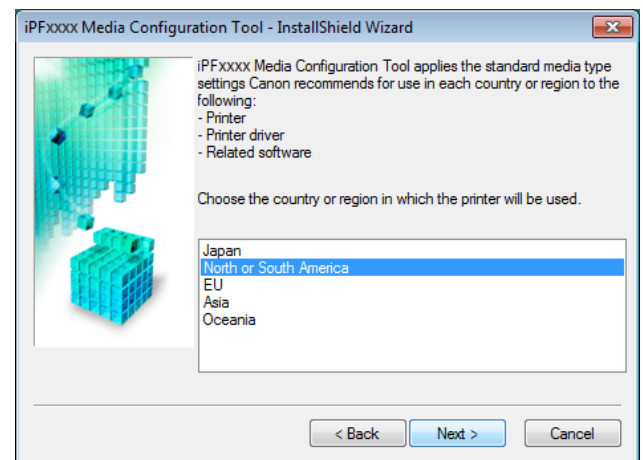 iPFxxxx Media Configuration Tool - InstallShield Wizard
iPFxxxx Media Configuration Tool applies the standard media type
settings Canon recommends for use in each country or region to the
following:
- Printer
- Printer driver
- Related software
Choose the country or region in which the printer will be used.
Japan
North or South America
EU
Asia
Oceania
< Back
Next >
Cancel